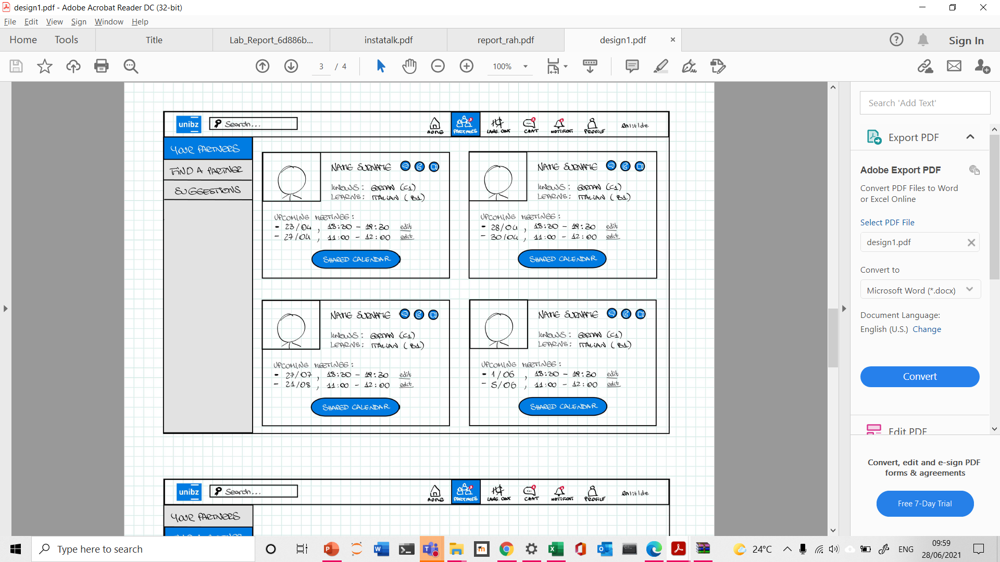 design1.pdf - Adobe Acrobat Reader DC (32-bit)
File Edit View Sign Window Help
Home Tools Title Lab_Report_6d886b... instatalk.pdf report_rah.pdf design1.pdf Sign In
3 / 4 100%
Search 'Add Text'
Export PDF
Adobe Export PDF
Convert PDF Files to Word
or Excel Online
Select PDF File
design1.pdf
Convert to
Microsoft Word (*.docx)
Document Language:
English (U.S.) Change
Convert
Edit PDF
Convert, edit and e-sign PDF
forms & agreements
Free 7-Day Trial
unibz Search... HOME PARTNERS LANG. CONT CHAT NOTIFICATI PROFILE en|it|de
YOUR PARTNERS
FIND A PARTNER
SUGGESTIONS
NAME SURNAME
KNOWS: GERMAN (C1)
LEARNS: ITALIAN (B1)
UPCOMING MEETINGS:
- 23/04, 18:30 - 19:30 edit
- 27/04, 11:00 - 12:00 edit
SHARED CALENDAR
NAME SURNAME
KNOWS: GERMAN (C1)
LEARNS: ITALIAN (B1)
UPCOMING MEETINGS:
- 28/04, 18:30 - 19:30 edit
- 30/04, 11:00 - 12:00 edit
SHARED CALENDAR
NAME SURNAME
KNOWS: GERMAN (C1)
LEARNS: ITALIAN (B1)
UPCOMING MEETINGS:
- 27/07, 18:30 - 19:30 edit
- 21/08, 11:00 - 12:00 edit
SHARED CALENDAR
NAME SURNAME
KNOWS: GERMAN (C1)
LEARNS: ITALIAN (B1)
UPCOMING MEETINGS:
- 1/06, 18:30 - 19:30 edit
- 5/06, 11:00 - 12:00 edit
SHARED CALENDAR
unibz Search... HOME PARTNERS LANG. CONT CHAT NOTIFICATI PROFILE en|it|de
YOUR PARTNERS
Type here to search
24°C ENG
09:59
28/06/2021